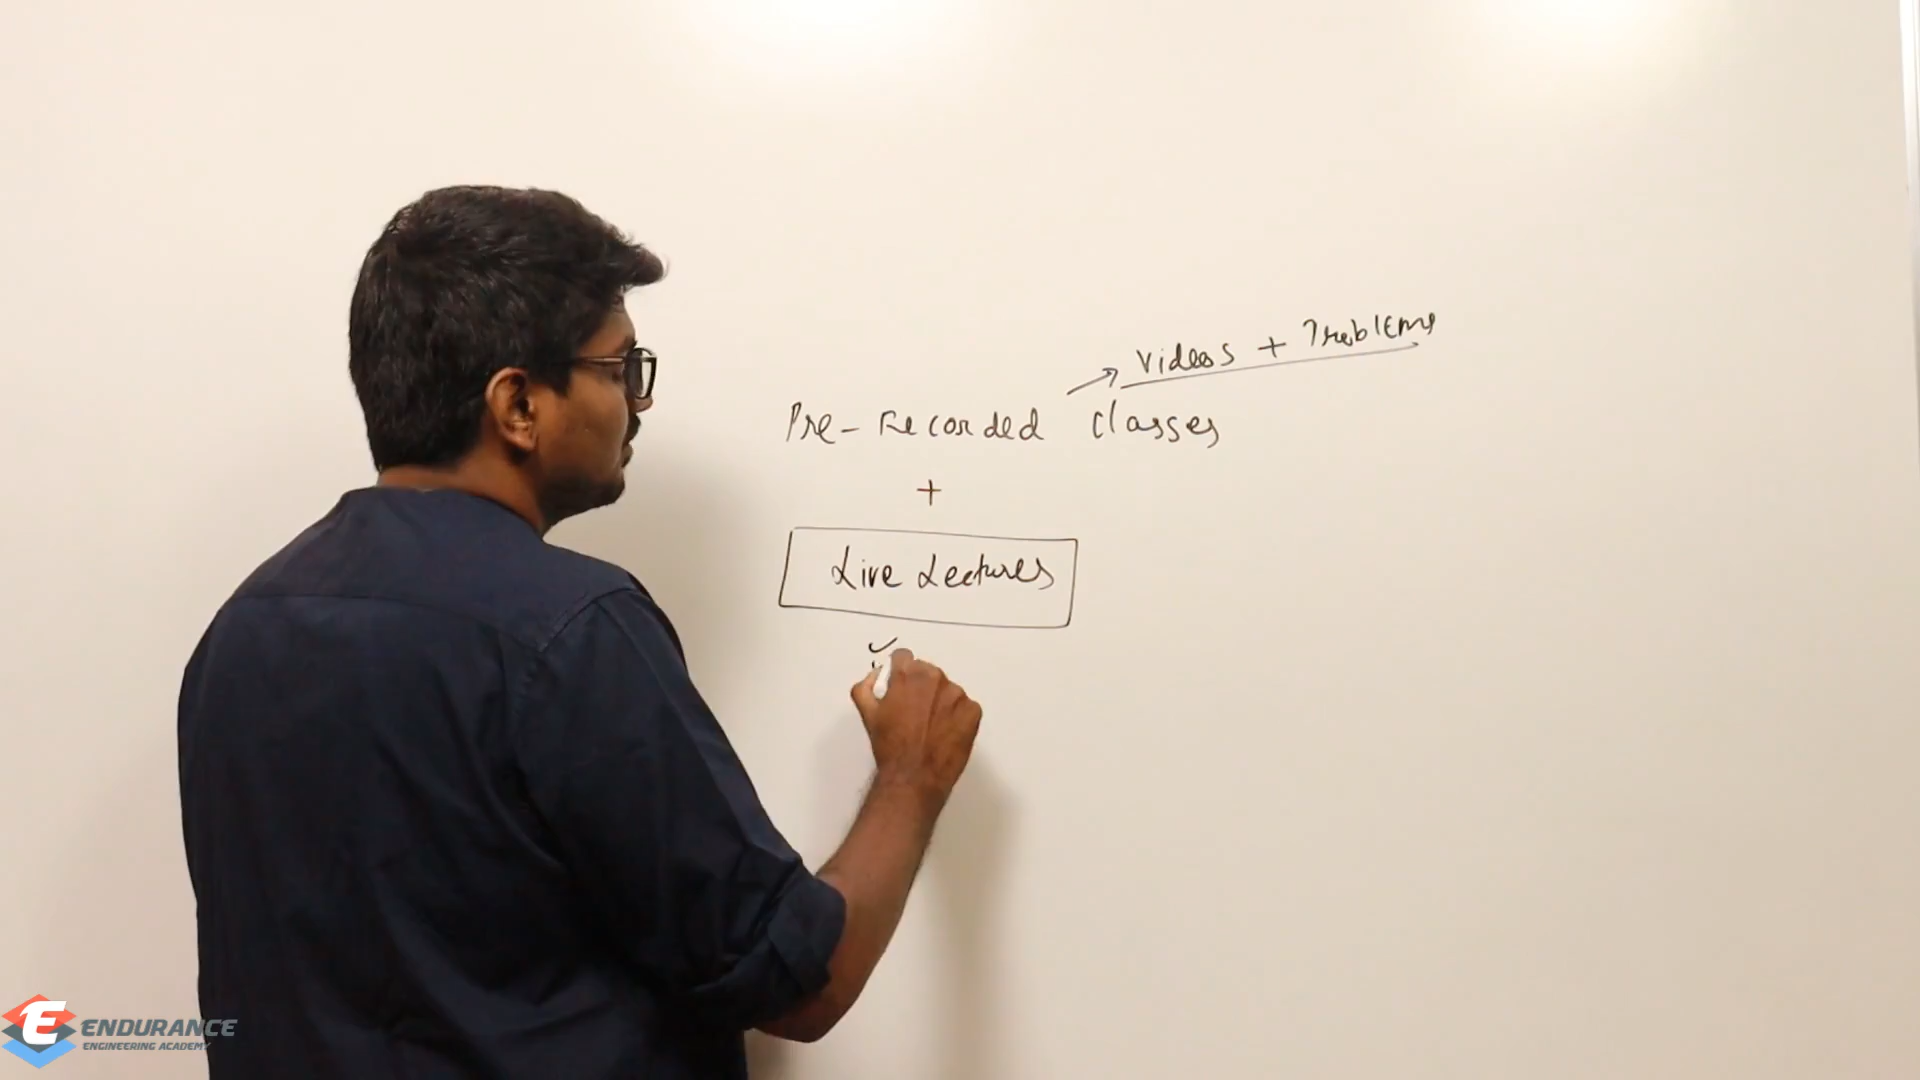 Videos + Problems
Pre-Recorded classes
+
Live Lectures
ENDURANCE
ENGINEERING ACADEMY